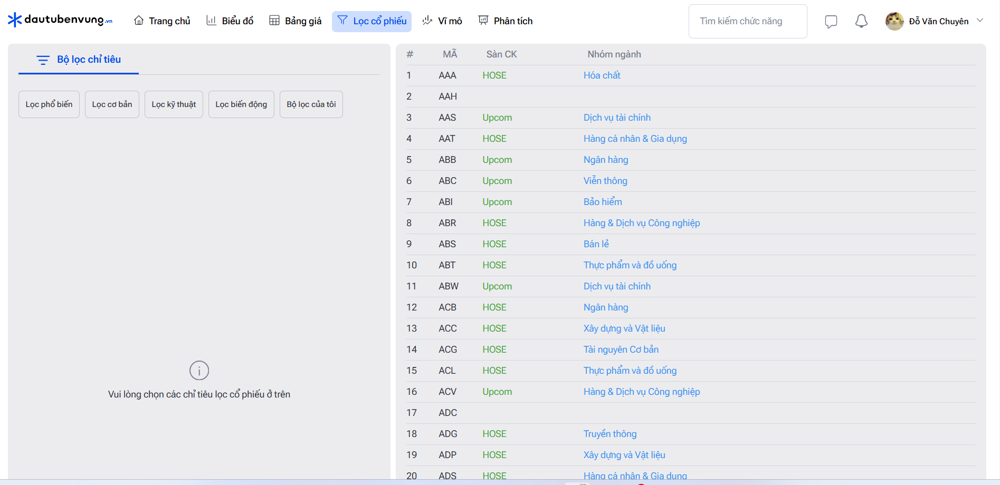 dautubenvung.vn Trang chủ Biểu đồ Bảng giá Lọc cổ phiếu Vĩ mô Phân tích Tìm kiếm chức năng Đỗ Văn Chuyên
Bộ lọc chỉ tiêu
Lọc phổ biến Lọc cơ bản Lọc kỹ thuật Lọc biến động Bộ lọc của tôi
Vui lòng chọn các chỉ tiêu lọc cổ phiếu ở trên
# MÃ Sàn CK Nhóm ngành
1 AAA HOSE Hóa chất
2 AAH
3 AAS Upcom Dịch vụ tài chính
4 AAT HOSE Hàng cá nhân & Gia dụng
5 ABB Upcom Ngân hàng
6 ABC Upcom Viễn thông
7 ABI Upcom Bảo hiểm
8 ABR HOSE Hàng & Dịch vụ Công nghiệp
9 ABS HOSE Bán lẻ
10 ABT HOSE Thực phẩm và đồ uống
11 ABW Upcom Dịch vụ tài chính
12 ACB HOSE Ngân hàng
13 ACC HOSE Xây dựng và Vật liệu
14 ACG HOSE Tài nguyên Cơ bản
15 ACL HOSE Thực phẩm và đồ uống
16 ACV Upcom Hàng & Dịch vụ Công nghiệp
17 ADC
18 ADG HOSE Truyền thông
19 ADP HOSE Xây dựng và Vật liệu
20 ADS HOSE Hàng cá nhân & Gia dụng